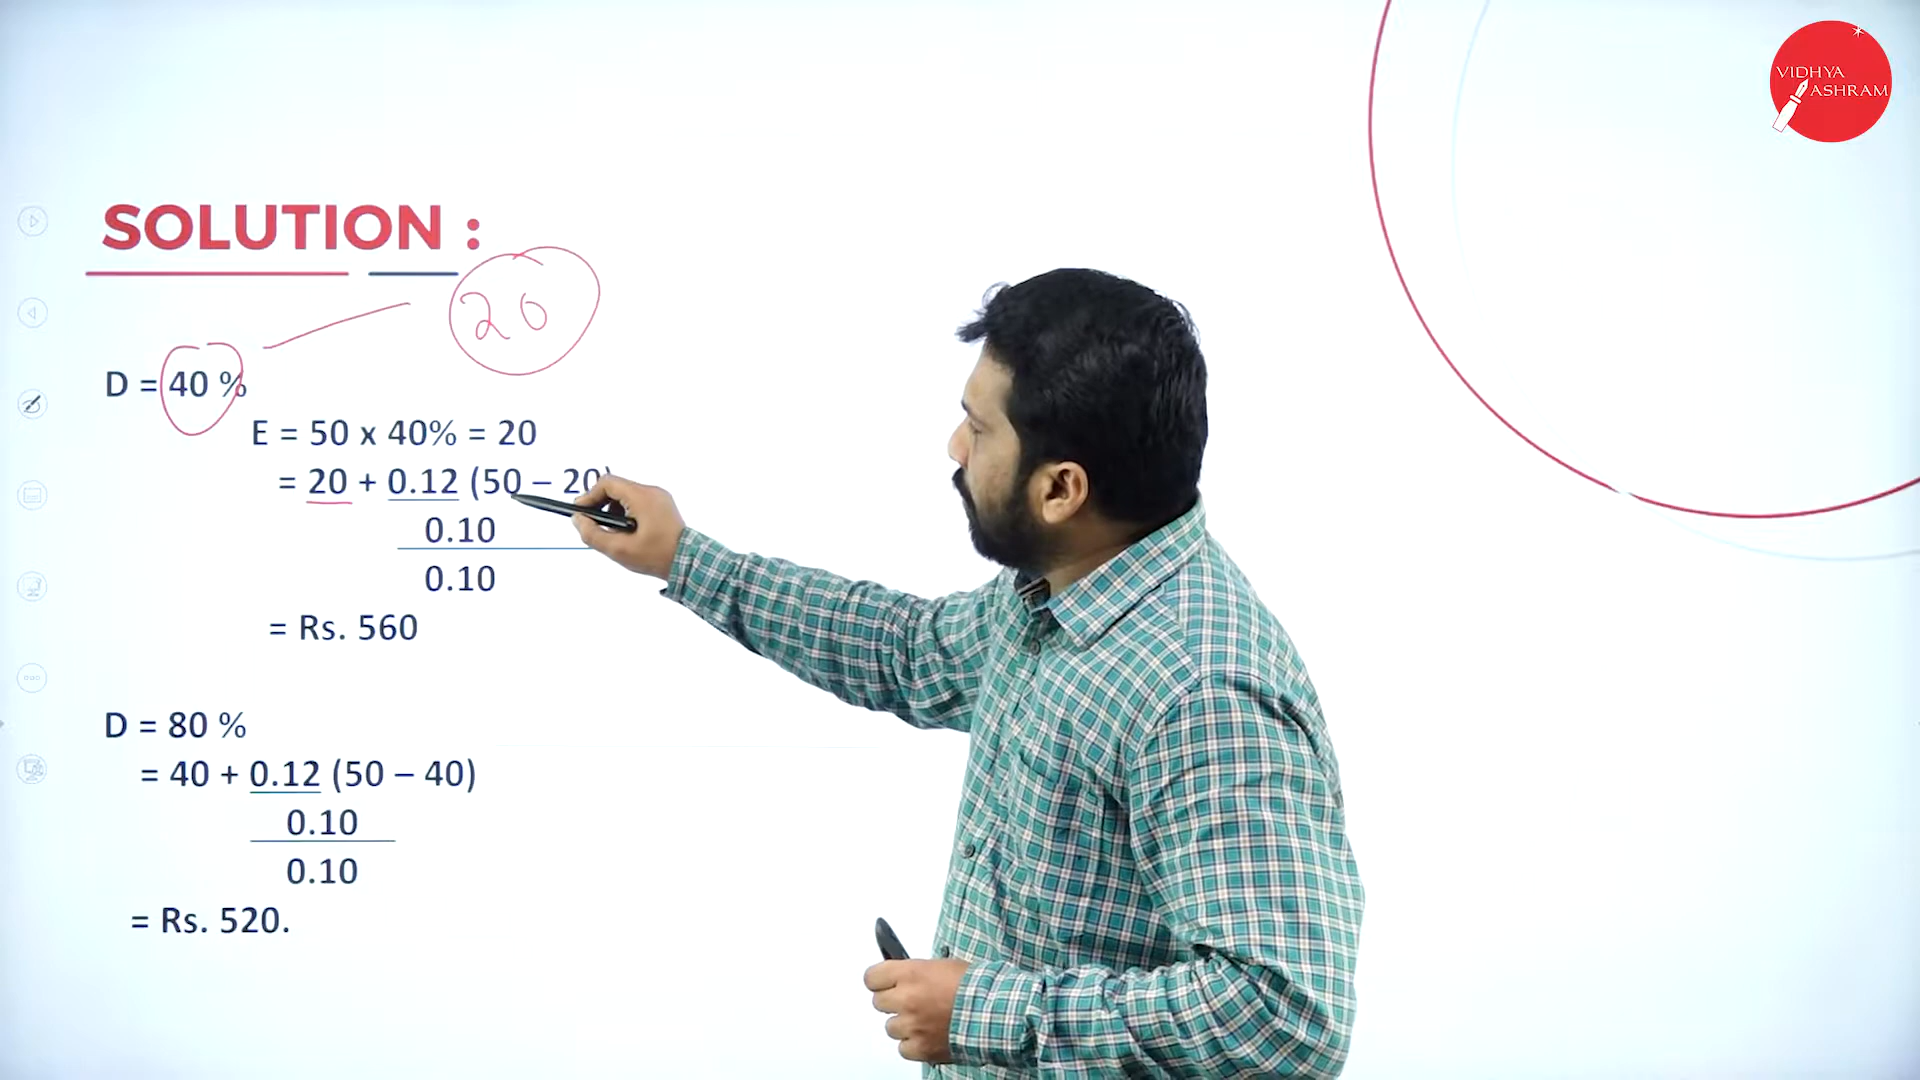 VIDHYA
ASHRAM
SOLUTION :
20
D = 40 %
E = 50 x 40% = 20
= 20 + 0.12 (50 – 20)
0.10
0.10
= Rs. 560
D = 80 %
= 40 + 0.12 (50 – 40)
0.10
0.10
= Rs. 520.